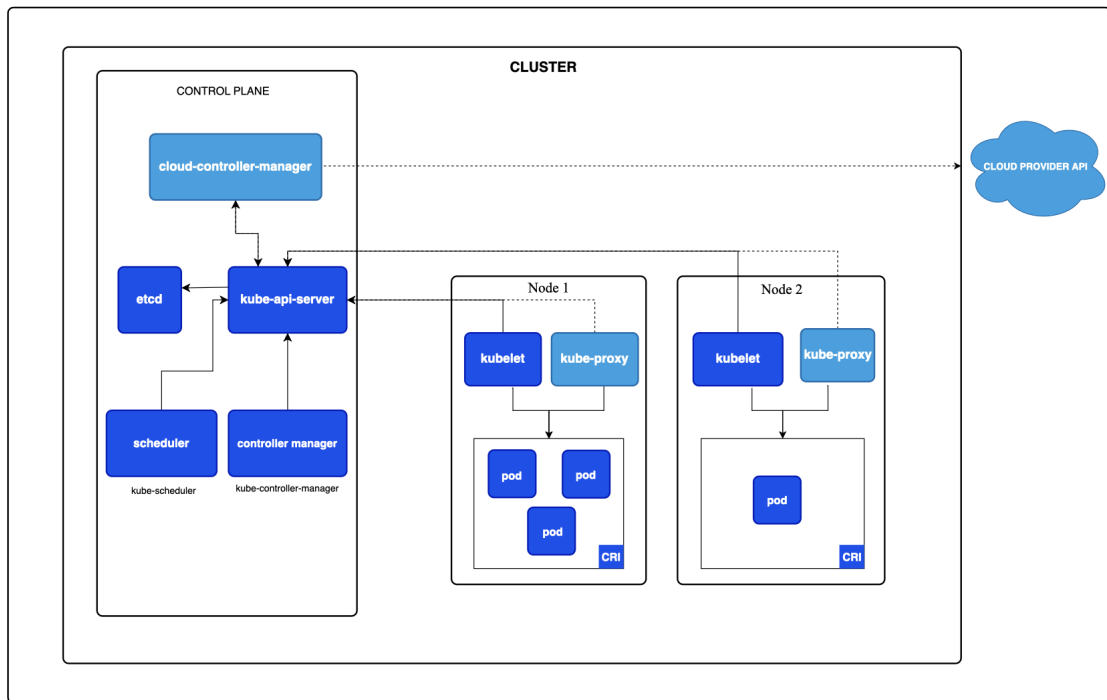 CLUSTER
CONTROL PLANE
cloud-controller-manager
CLOUD PROVIDER API
etcd
kube-api-server
Node 1
Node 2
kubelet
kube-proxy
kubelet
kube-proxy
scheduler
controller manager
kube-scheduler
kube-controller-manager
pod
pod
pod
CRI
pod
CRI